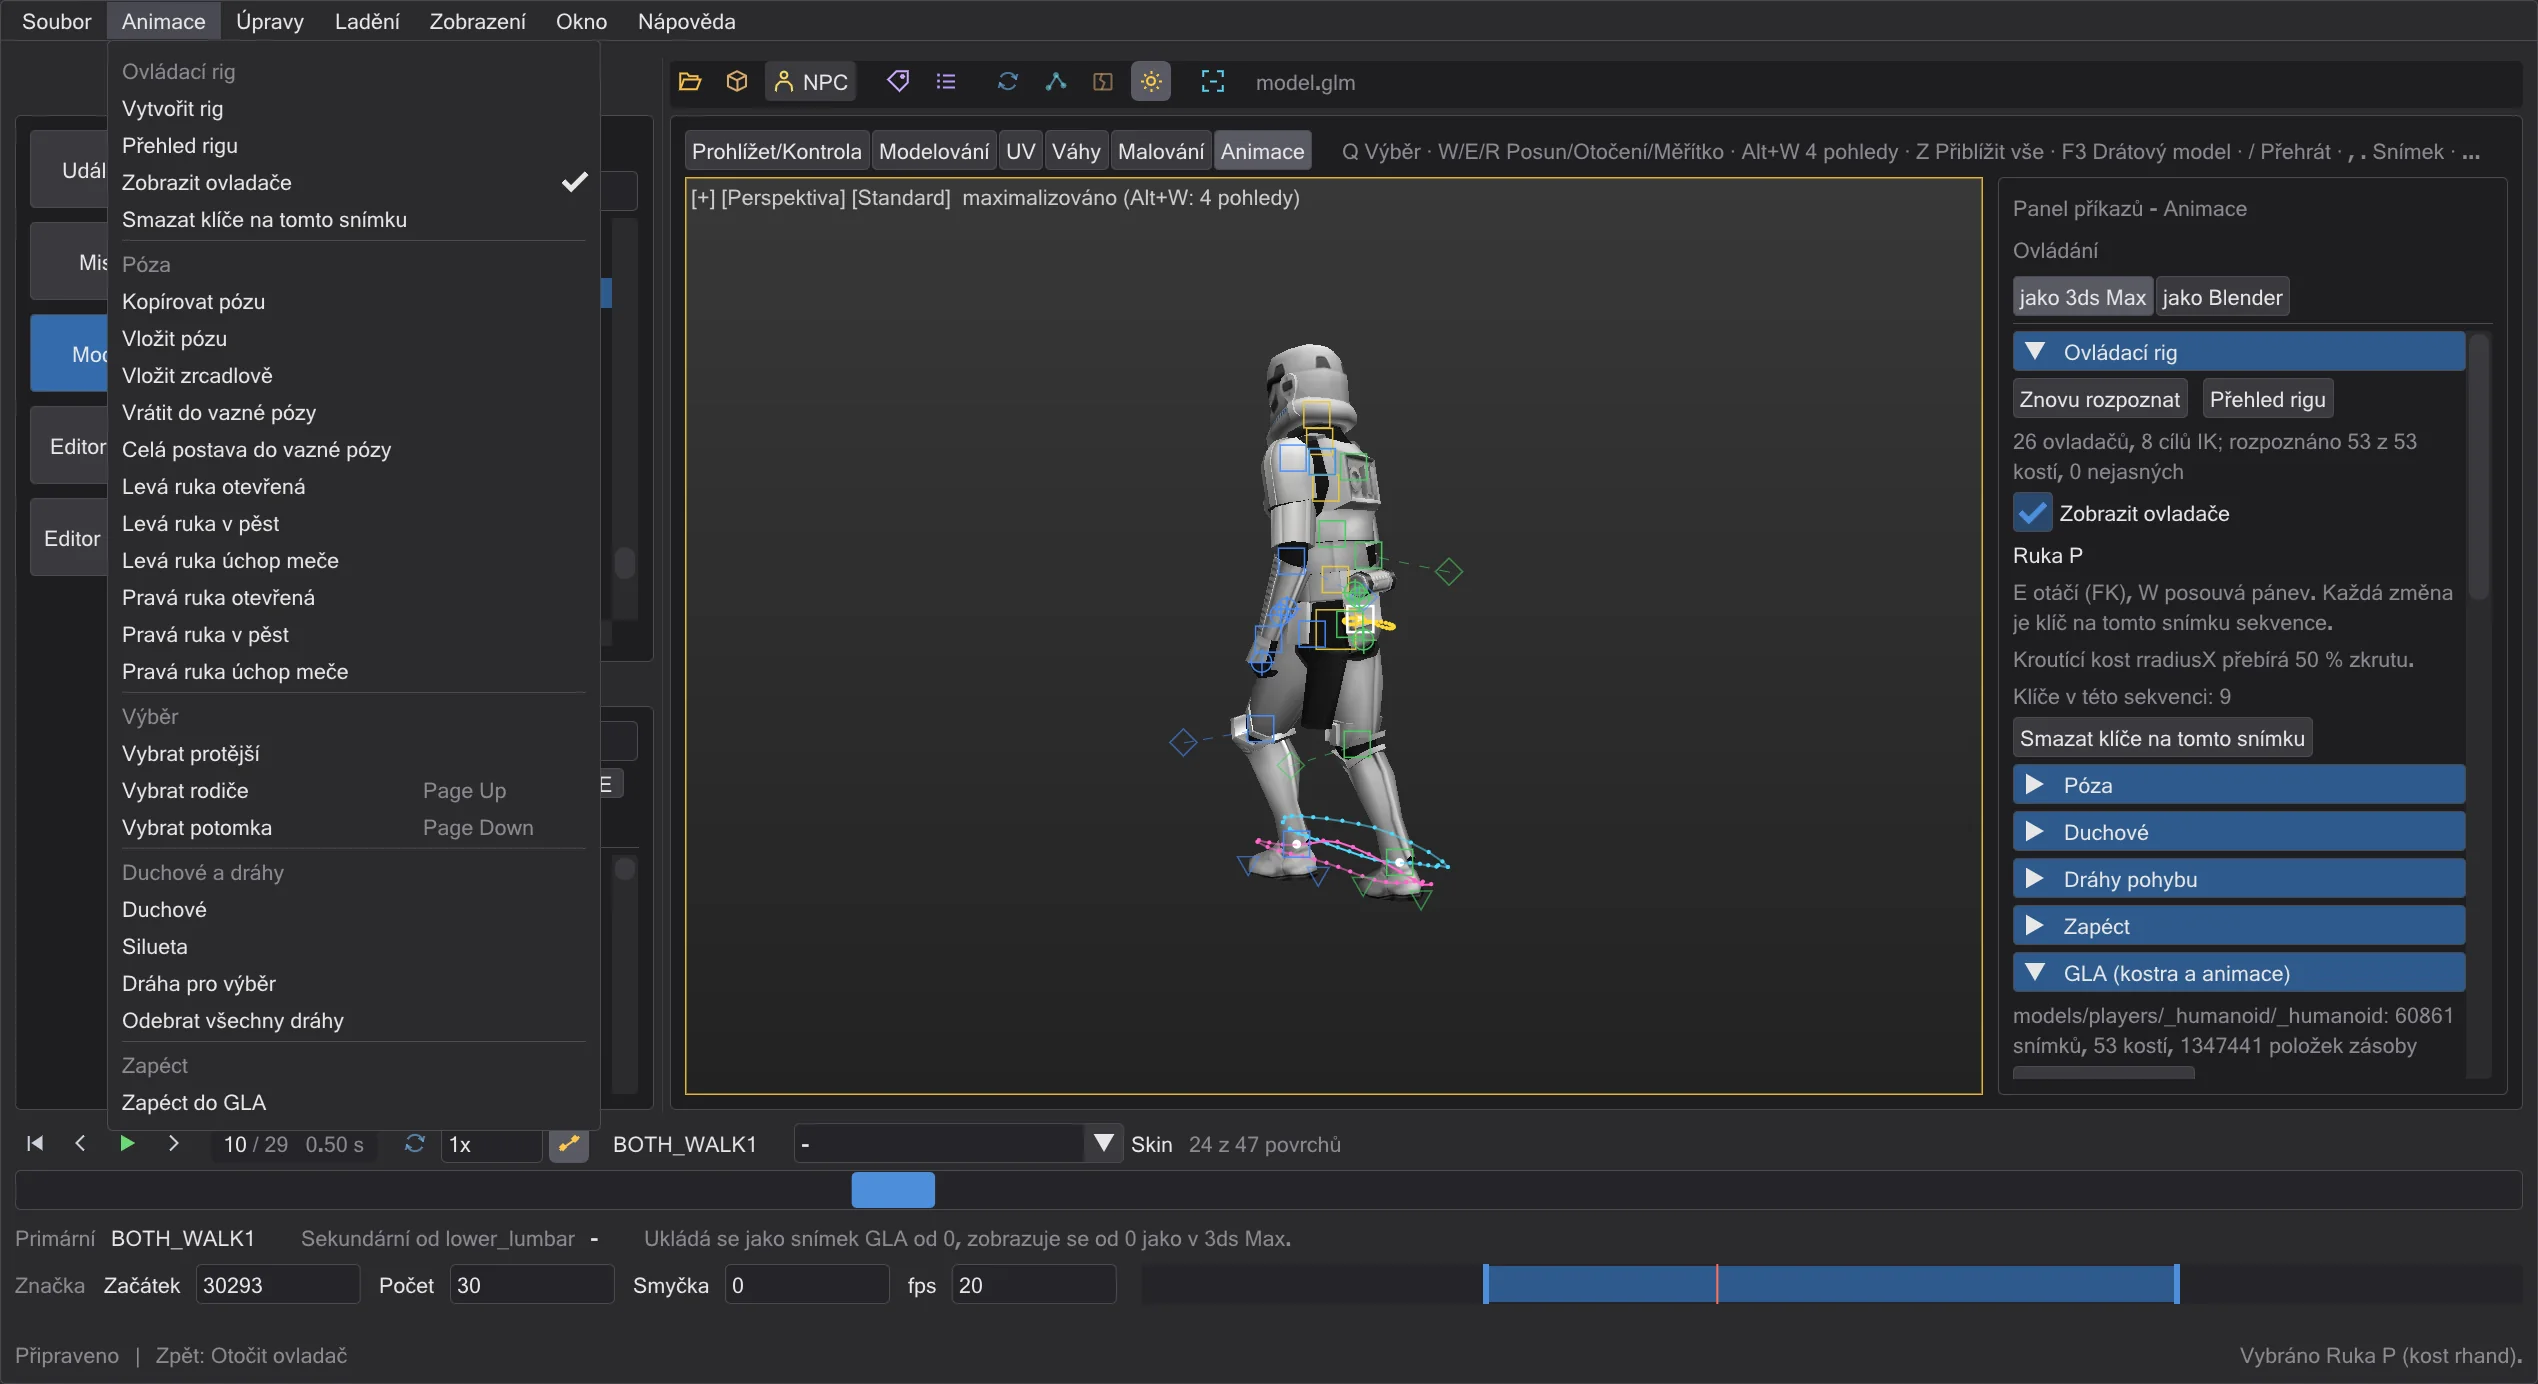 Soubor Animace Úpravy Ladění Zobrazení Okno Nápověda
Ovládací rig
Vytvořit rig
Přehled rigu
Zobrazit ovladače
Smazat klíče na tomto snímku
Póza
Kopírovat pózu
Vložit pózu
Vložit zrcadlově
Vrátit do vazné pózy
Celá postava do vazné pózy
Levá ruka otevřená
Levá ruka v pěst
Levá ruka úchop meče
Pravá ruka otevřená
Pravá ruka v pěst
Pravá ruka úchop meče
Výběr
Vybrat protější
Vybrat rodiče Page Up
Vybrat potomka Page Down
Duchové a dráhy
Duchové
Silueta
Dráha pro výběr
Odebrat všechny dráhy
Zapéct
Zapéct do GLA
Udál
Mis
Mod
Editor
Editor
E
NPC model.glm
Prohlížet/Kontrola Modelování UV Váhy Malování Animace Q Výběr · W/E/R Posun/Otočení/Měřítko · Alt+W 4 pohledy · Z Přiblížit vše · F3 Drátový model · / Přehrát · , . Snímek · ...
[+] [Perspektiva] [Standard] maximalizováno (Alt+W: 4 pohledy)
Panel příkazů - Animace
Ovládání
jako 3ds Max jako Blender
Ovládací rig
Znovu rozpoznat Přehled rigu
26 ovladačů, 8 cílů IK; rozpoznáno 53 z 53
kostí, 0 nejasných
Zobrazit ovladače
Ruka P
E otáčí (FK), W posouvá pánev. Každá změna
je klíč na tomto snímku sekvence.
Kroutící kost rradiusX přebírá 50 % zkrutu.
Klíče v této sekvenci: 9
Smazat klíče na tomto snímku
Póza
Duchové
Dráhy pohybu
Zapéct
GLA (kostra a animace)
models/players/_humanoid/_humanoid: 60861
snímků, 53 kostí, 1347441 položek zásoby
10 / 29 0.50 s 1x BOTH_WALK1 - Skin 24 z 47 povrchů
Primární BOTH_WALK1 Sekundární od lower_lumbar - Ukládá se jako snímek GLA od 0, zobrazuje se od 0 jako v 3ds Max.
Značka Začátek 30293 Počet 30 Smyčka 0 fps 20
Připraveno | Zpět: Otočit ovladač
Vybráno Ruka P (kost rhand).